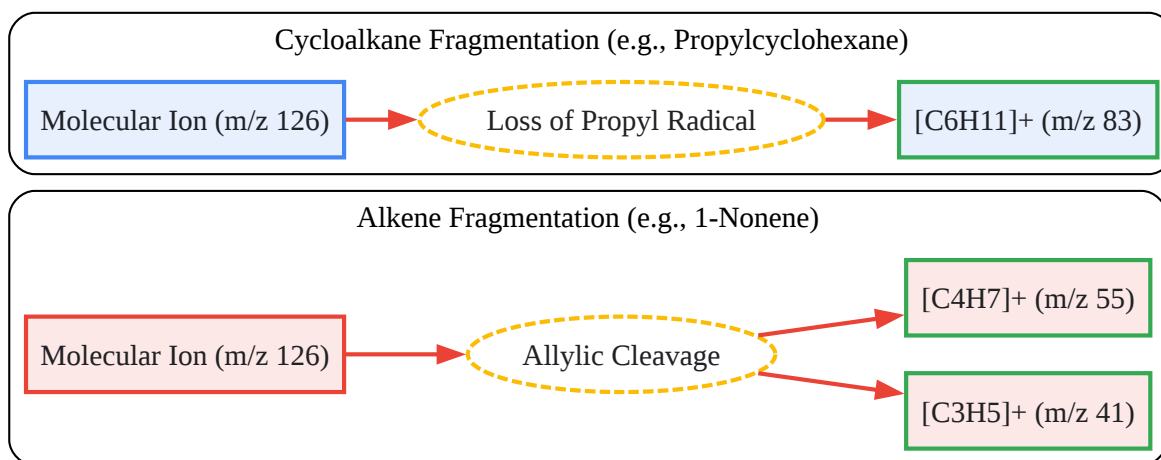 Cycloalkane Fragmentation (e.g., Propylcyclohexane)
Molecular Ion (m/z 126)
Loss of Propyl Radical
[C6H11]+ (m/z 83)
Alkene Fragmentation (e.g., 1-Nonene)
Molecular Ion (m/z 126)
Allylic Cleavage
[C4H7]+ (m/z 55)
[C3H5]+ (m/z 41)